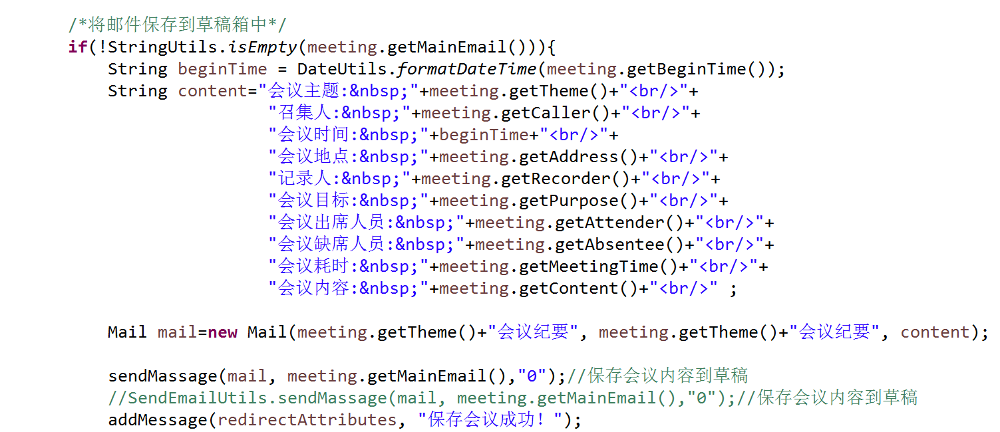 /*将邮件保存到草稿箱中*/
if(!StringUtils.isEmpty(meeting.getMainEmail())){
String beginTime = DateUtils.formatDateTime(meeting.getBeginTime());
String content="会议主题:&nbsp;"+meeting.getTheme()+"<br/>"+
"召集人:&nbsp;"+meeting.getCaller()+"<br/>"+
"会议时间:&nbsp;"+beginTime+"<br/>"+
"会议地点:&nbsp;"+meeting.getAddress()+"<br/>"+
"记录人:&nbsp;"+meeting.getRecorder()+"<br/>"+
"会议目标:&nbsp;"+meeting.getPurpose()+"<br/>"+
"会议出席人员:&nbsp;"+meeting.getAttender()+"<br/>"+
"会议缺席人员:&nbsp;"+meeting.getAbsentee()+"<br/>"+
"会议耗时:&nbsp;"+meeting.getMeetingTime()+"<br/>"+
"会议内容:&nbsp;"+meeting.getContent()+"<br/>" ;
Mail mail=new Mail(meeting.getTheme()+"会议纪要", meeting.getTheme()+"会议纪要", content);
sendMassage(mail, meeting.getMainEmail(),"0");//保存会议内容到草稿
//SendEmailUtils.sendMassage(mail, meeting.getMainEmail(),"0");//保存会议内容到草稿
addMessage(redirectAttributes, "保存会议成功！");